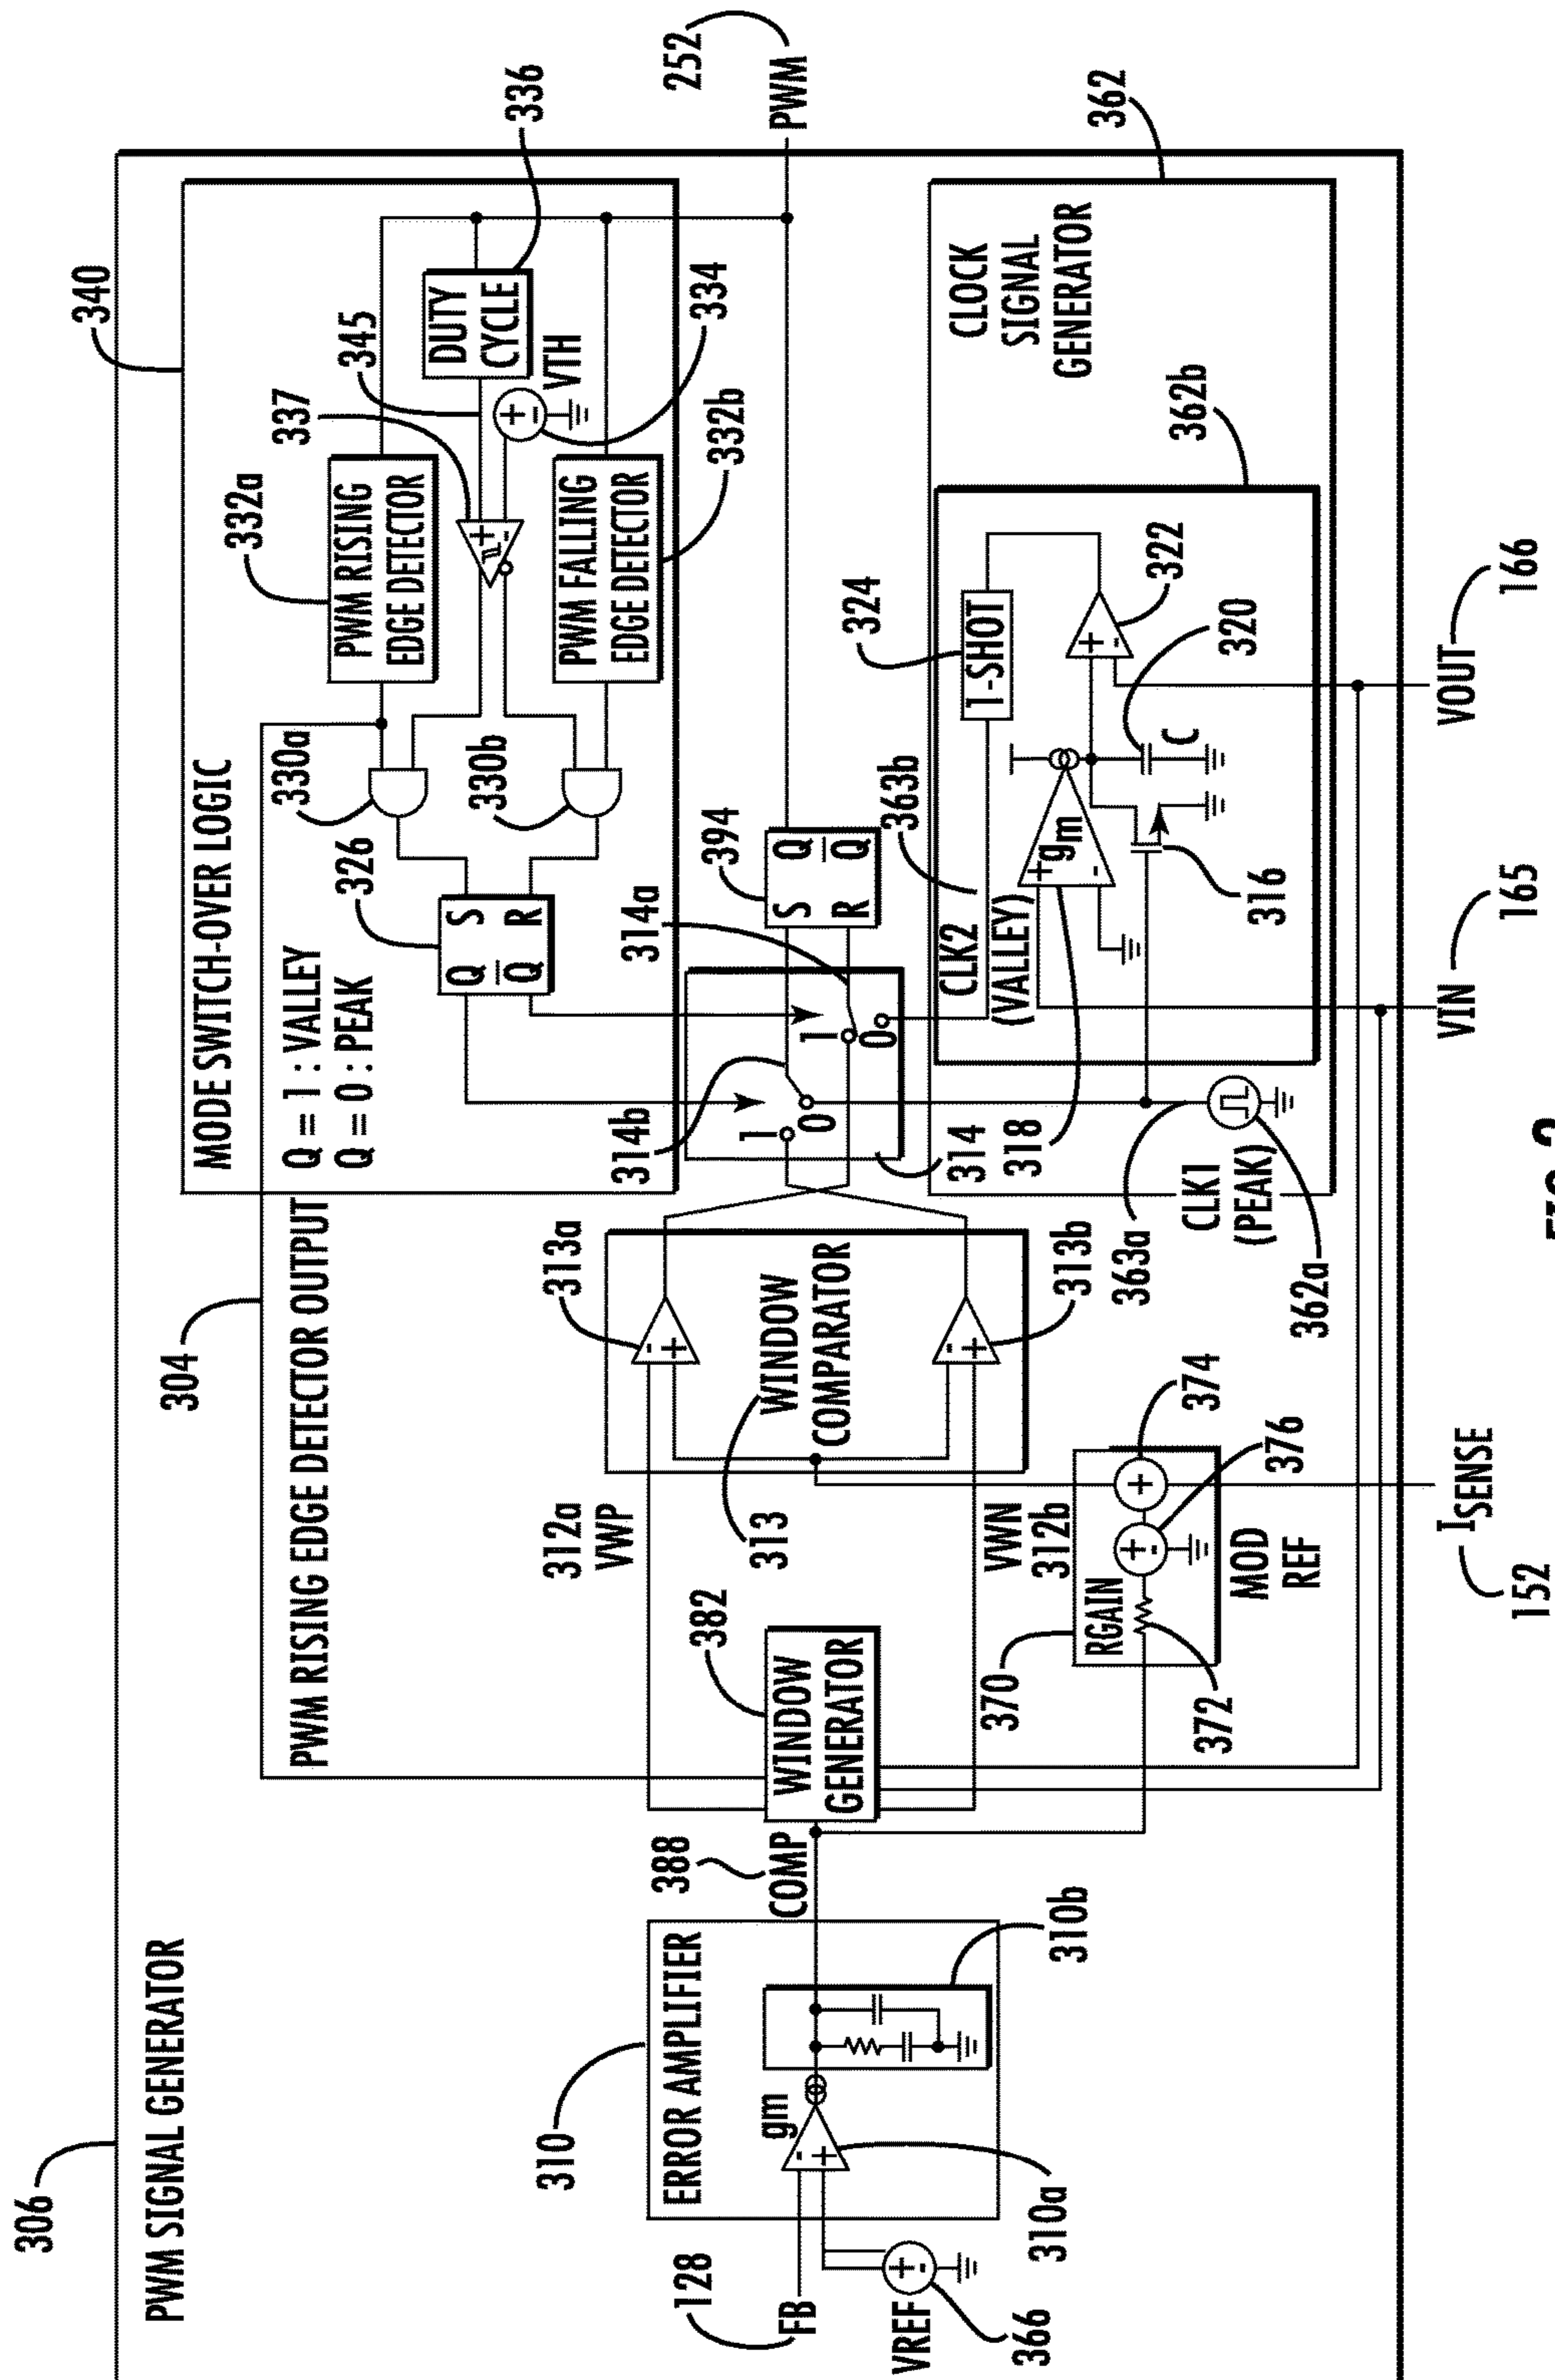 306
PWM SIGNAL GENERATOR
304
PWM RISING EDGE DETECTOR OUTPUT
340
MODE SWITCH-OVER LOGIC
Q = 1 : VALLEY
Q = 0 : PEAK
326
Q S
Q R
330a
330b
332a
PWM RISING
EDGE DETECTOR
337
345
DUTY
CYCLE
336
+
-
+
-
VTH
334
PWM FALLING
EDGE DETECTOR
332b
310
ERROR AMPLIFIER
128
FB
VREF
+
-
366
-
+
gm
310a
310b
388
COMP
382
WINDOW
GENERATOR
312a
VWP
313
WINDOW
COMPARATOR
313a
-
+
313b
-
+
VWN
312b
370
RGAIN
372
+
-
376
+
374
MOD
REF
ISENSE
152
314b
314a
1
0
1
0
314
394
S Q
R Q
PWM
252
362
CLOCK
SIGNAL
GENERATOR
362b
363b
CLK2
(VALLEY)
324
1-SHOT
318
+
-
gm
316
C
320
+
-
322
363a
CLK1
(PEAK)
362a
VIN
165
VOUT
166